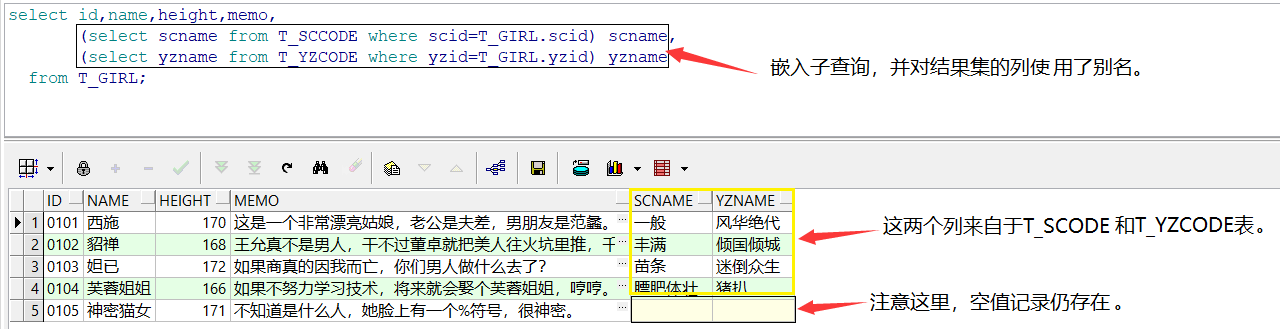 select id,name,height,memo,
(select scname from T_SCCODE where scid=T_GIRL.scid) scname,
(select yzname from T_YZCODE where yzid=T_GIRL.yzid) yzname
from T_GIRL;
嵌入子查询，并对结果集的列使用了别名。
ID NAME HEIGHT MEMO SCNAME YZNAME
1 0101 西施 170 这是一个非常漂亮姑娘，老公是夫差，男朋友是范蠡。 ... 一般 风华绝代
2 0102 貂禅 168 王允真不是男人，干不过董卓就把美人往火坑里推，千 ... 丰满 倾国倾城
3 0103 妲已 172 如果商真的因我而亡，你们男人做什么去了？ ... 苗条 迷倒众生
4 0104 芙蓉姐姐 166 如果不努力学习技术，将来就会娶个芙蓉姐姐，哼哼。 ... 膘肥体壮 猪扒
5 0105 神密猫女 171 不知道是什么人，她脸上有一个%符号，很神密。 ...
这两个列来自于T_SCODE 和T_YZCODE表。
注意这里，空值记录仍存在 。